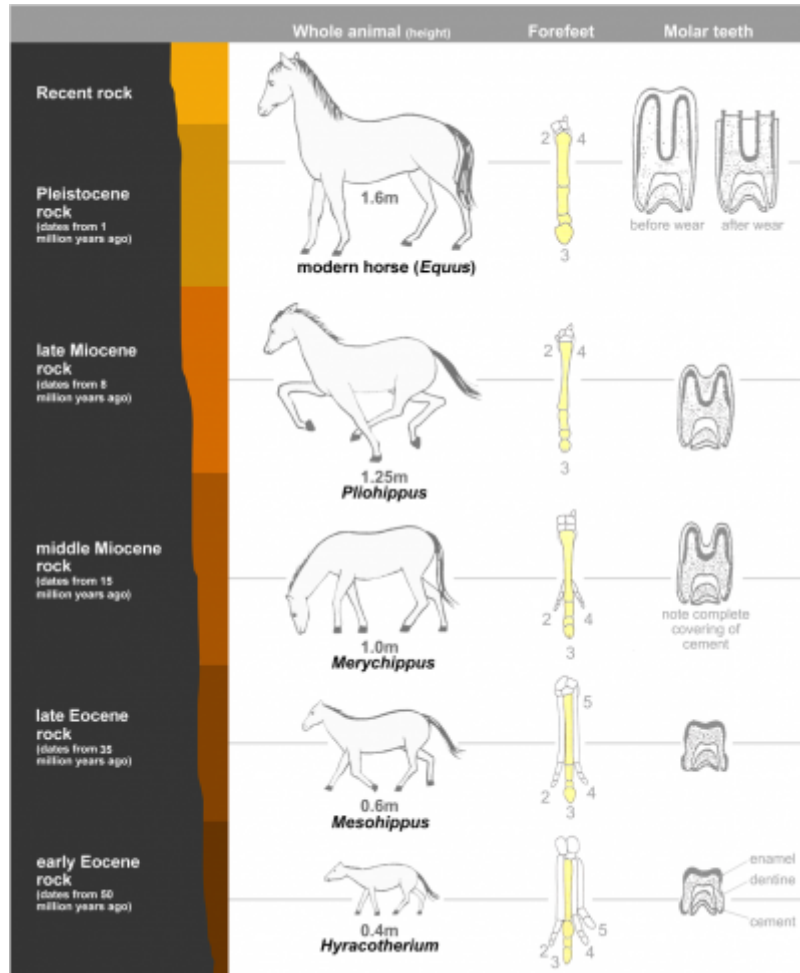 Whole animal (height) Forefeet Molar teeth
Recent rock
2 4
1.6m
Pleistocene
rock
(dates from 1
million years ago)
before wear after wear
3
modern horse (Equus)
late Miocene
rock
(dates from 8
million years ago)
2 4
3
1.25m
Pliohippus
middle Miocene
rock
(dates from 15
million years ago)
2 4
3
note complete
covering of
cement
1.0m
Merychippus
late Eocene
rock
(dates from 35
million years ago)
5
2 4
3
0.6m
Mesohippus
early Eocene
rock
(dates from 50
million years ago)
enamel
dentine
cement
5
2 4
3
0.4m
Hyracotherium